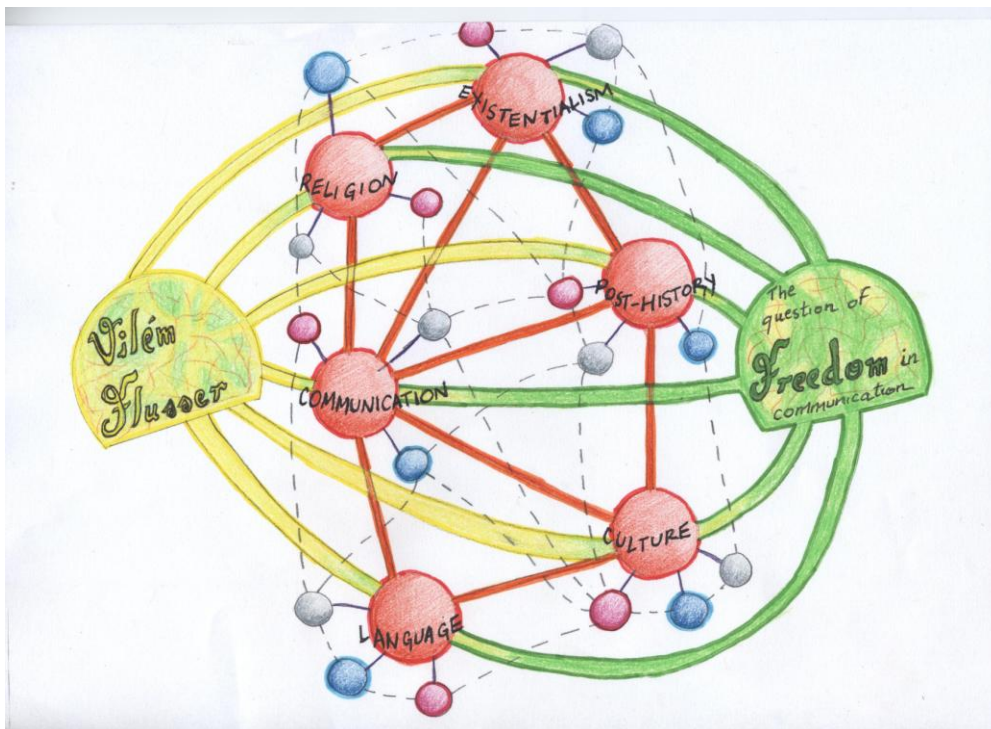 EXISTENTIALISM
RELIGION
POST-HISTORY
Vilém
Flusser
The
question of
Freedom in
communication
COMMUNICATION
CULTURE
LANGUAGE